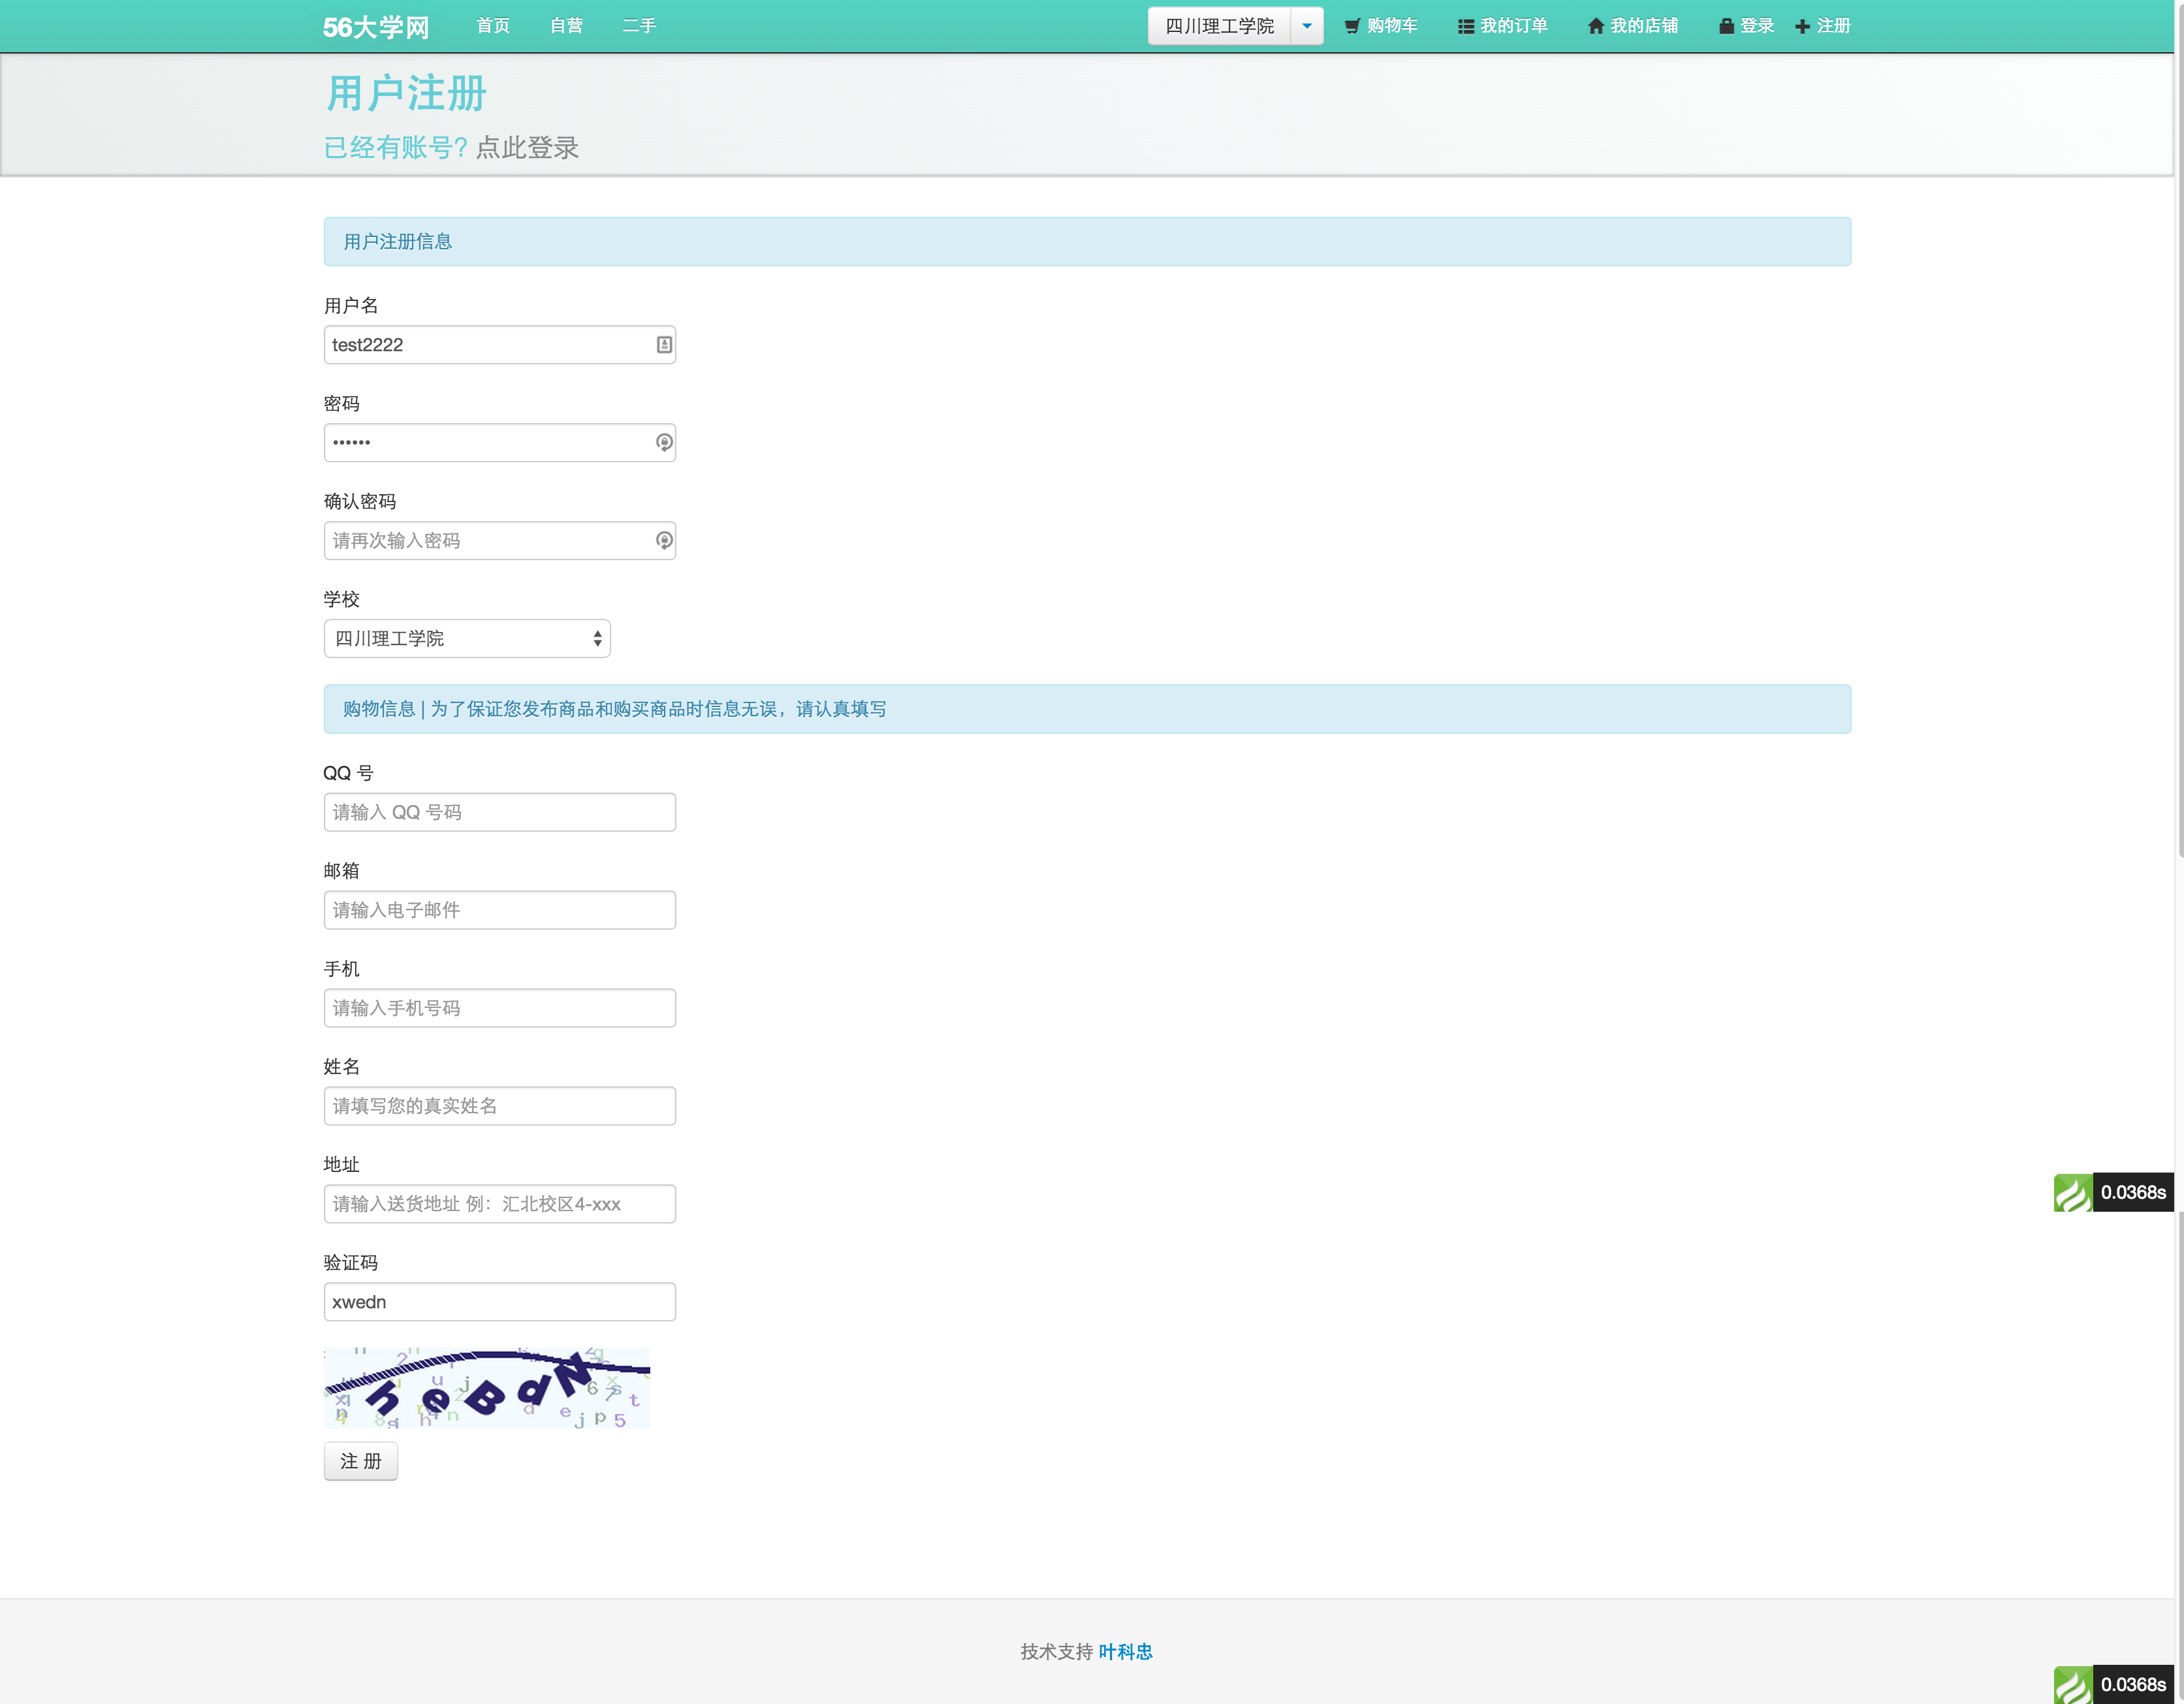 56大学网 首页 自营 二手 四川理工学院 购物车 我的订单 我的店铺 登录 注册
用户注册
已经有账号? 点此登录
用户注册信息
用户名
test2222
密码
••••••
确认密码
请再次输入密码
学校
四川理工学院
购物信息 | 为了保证您发布商品和购买商品时信息无误，请认真填写
QQ 号
请输入 QQ 号码
邮箱
请输入电子邮件
手机
请输入手机号码
姓名
请填写您的真实姓名
地址
请输入送货地址 例：汇北校区4-xxx
0.0368s
验证码
xwedn
heBdN
注 册
技术支持 叶科忠
0.0368s